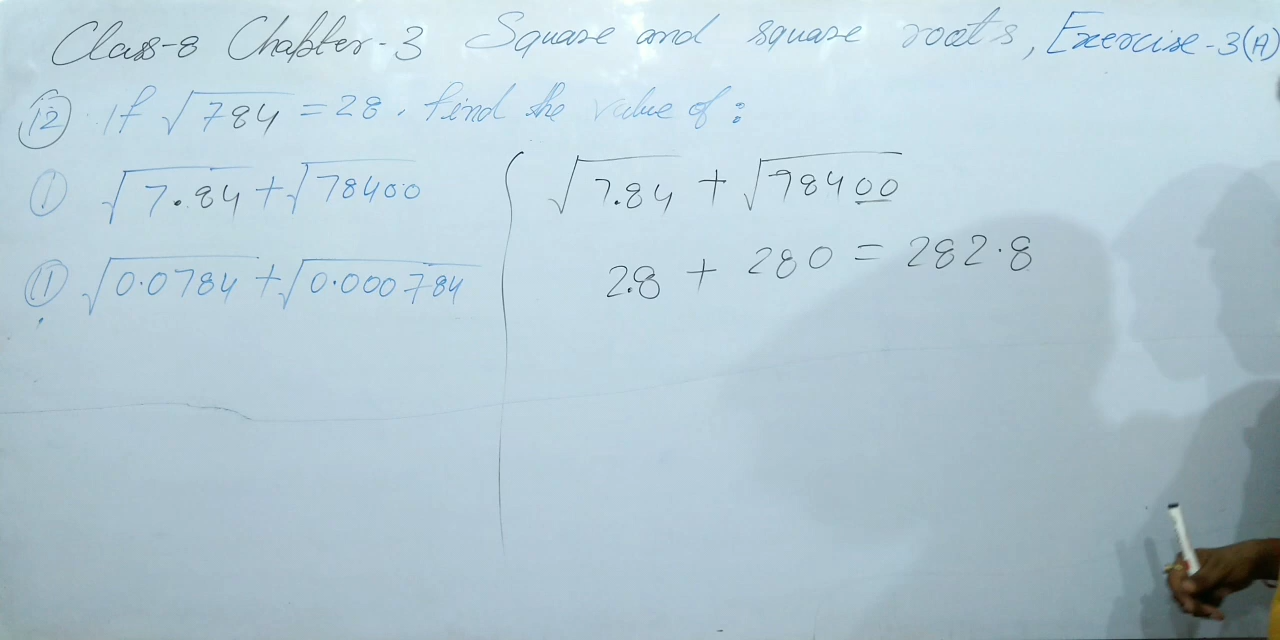 Class-8 Chapter-3 Square and square roots, Exercise-3(A)
(12) If √784 = 28, find the value of :
(I) √7.84 + √78400
(II) √0.0784 + √0.000784
√7.84 + √78400
2.8 + 280 = 282.8